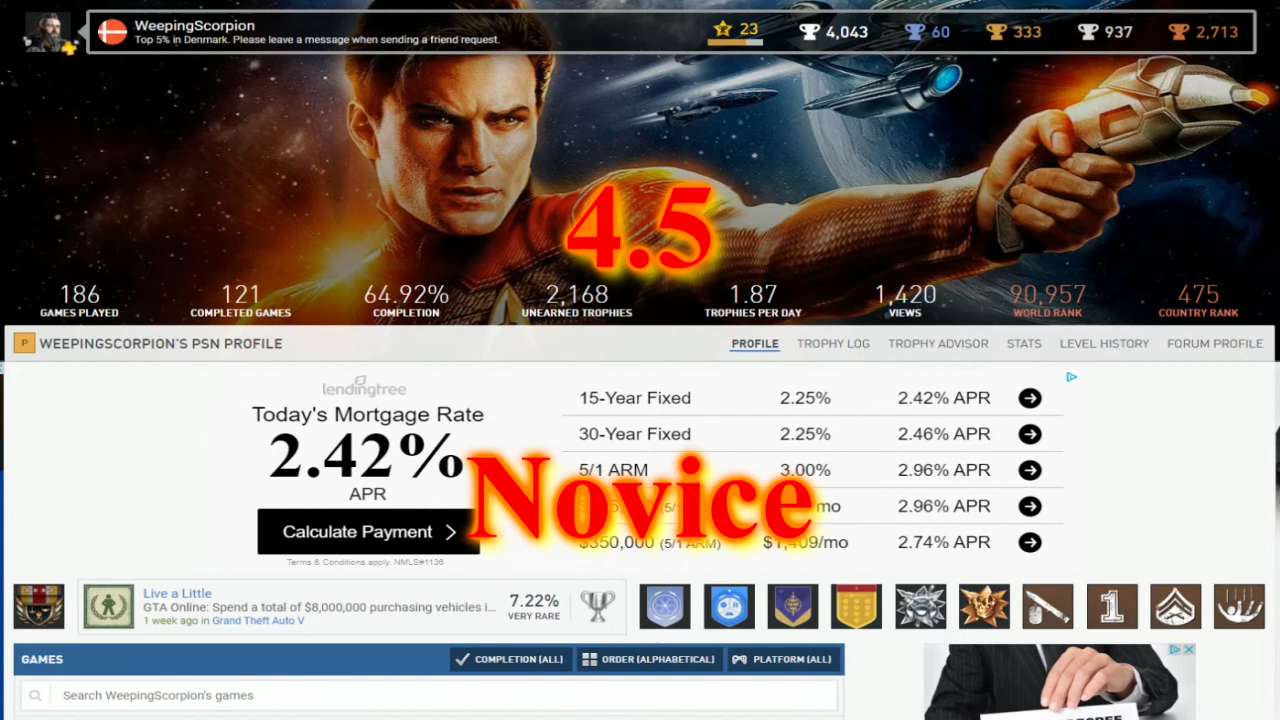 WeepingScorpion
Top 5% in Denmark. Please leave a message when sending a friend request.
23 4,043 60 333 937 2,713
4.5
186 121 64.92% 2,168 1.87 1,420 90,957 475
GAMES PLAYED COMPLETED GAMES COMPLETION UNEARNED TROPHIES TROPHIES PER DAY VIEWS WORLD RANK COUNTRY RANK
P WEEPINGSCORPION'S PSN PROFILE PROFILE TROPHY LOG TROPHY ADVISOR STATS LEVEL HISTORY FORUM PROFILE
lendingtree
Today's Mortgage Rate
2.42%
APR
Calculate Payment
Terms & Conditions apply. NMLS#1136
15-Year Fixed 2.25% 2.42% APR
30-Year Fixed 2.25% 2.46% APR
5/1 ARM 3.00% 2.96% APR
/mo 2.96% APR
$350,000 (5/1 ARM) $1,409/mo 2.74% APR
Novice
Live a Little
GTA Online: Spend a total of $8,000,000 purchasing vehicles i...
1 week ago in Grand Theft Auto V
7.22%
VERY RARE
1
GAMES COMPLETION (ALL) ORDER (ALPHABETICAL) PLATFORM (ALL)
Search WeepingScorpion's games